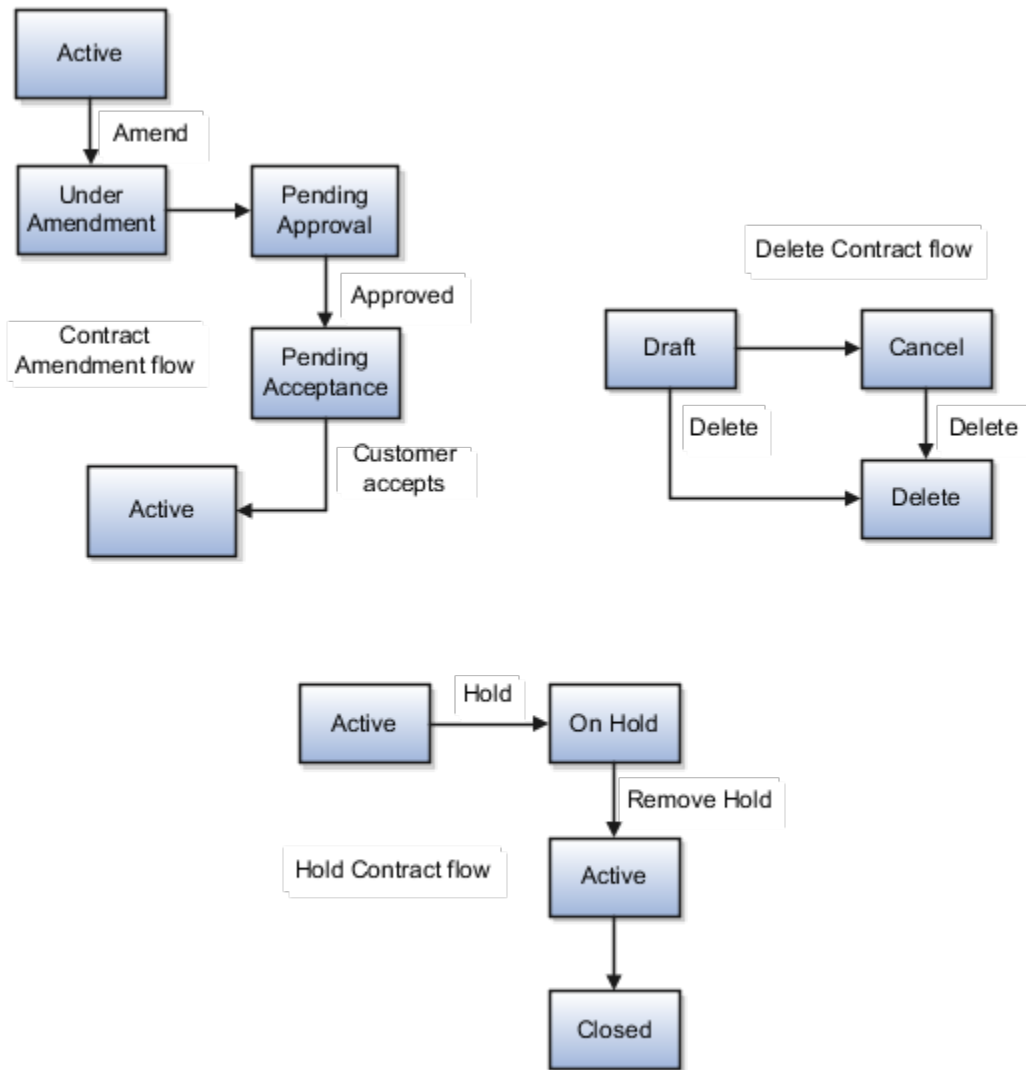 Active
Amend
Under
Amendment
Pending
Approval
Approved
Contract
Amendment flow
Pending
Acceptance
Customer
accepts
Active
Delete Contract flow
Draft
Cancel
Delete
Delete
Delete
Active
Hold
On Hold
Remove Hold
Hold Contract flow
Active
Closed